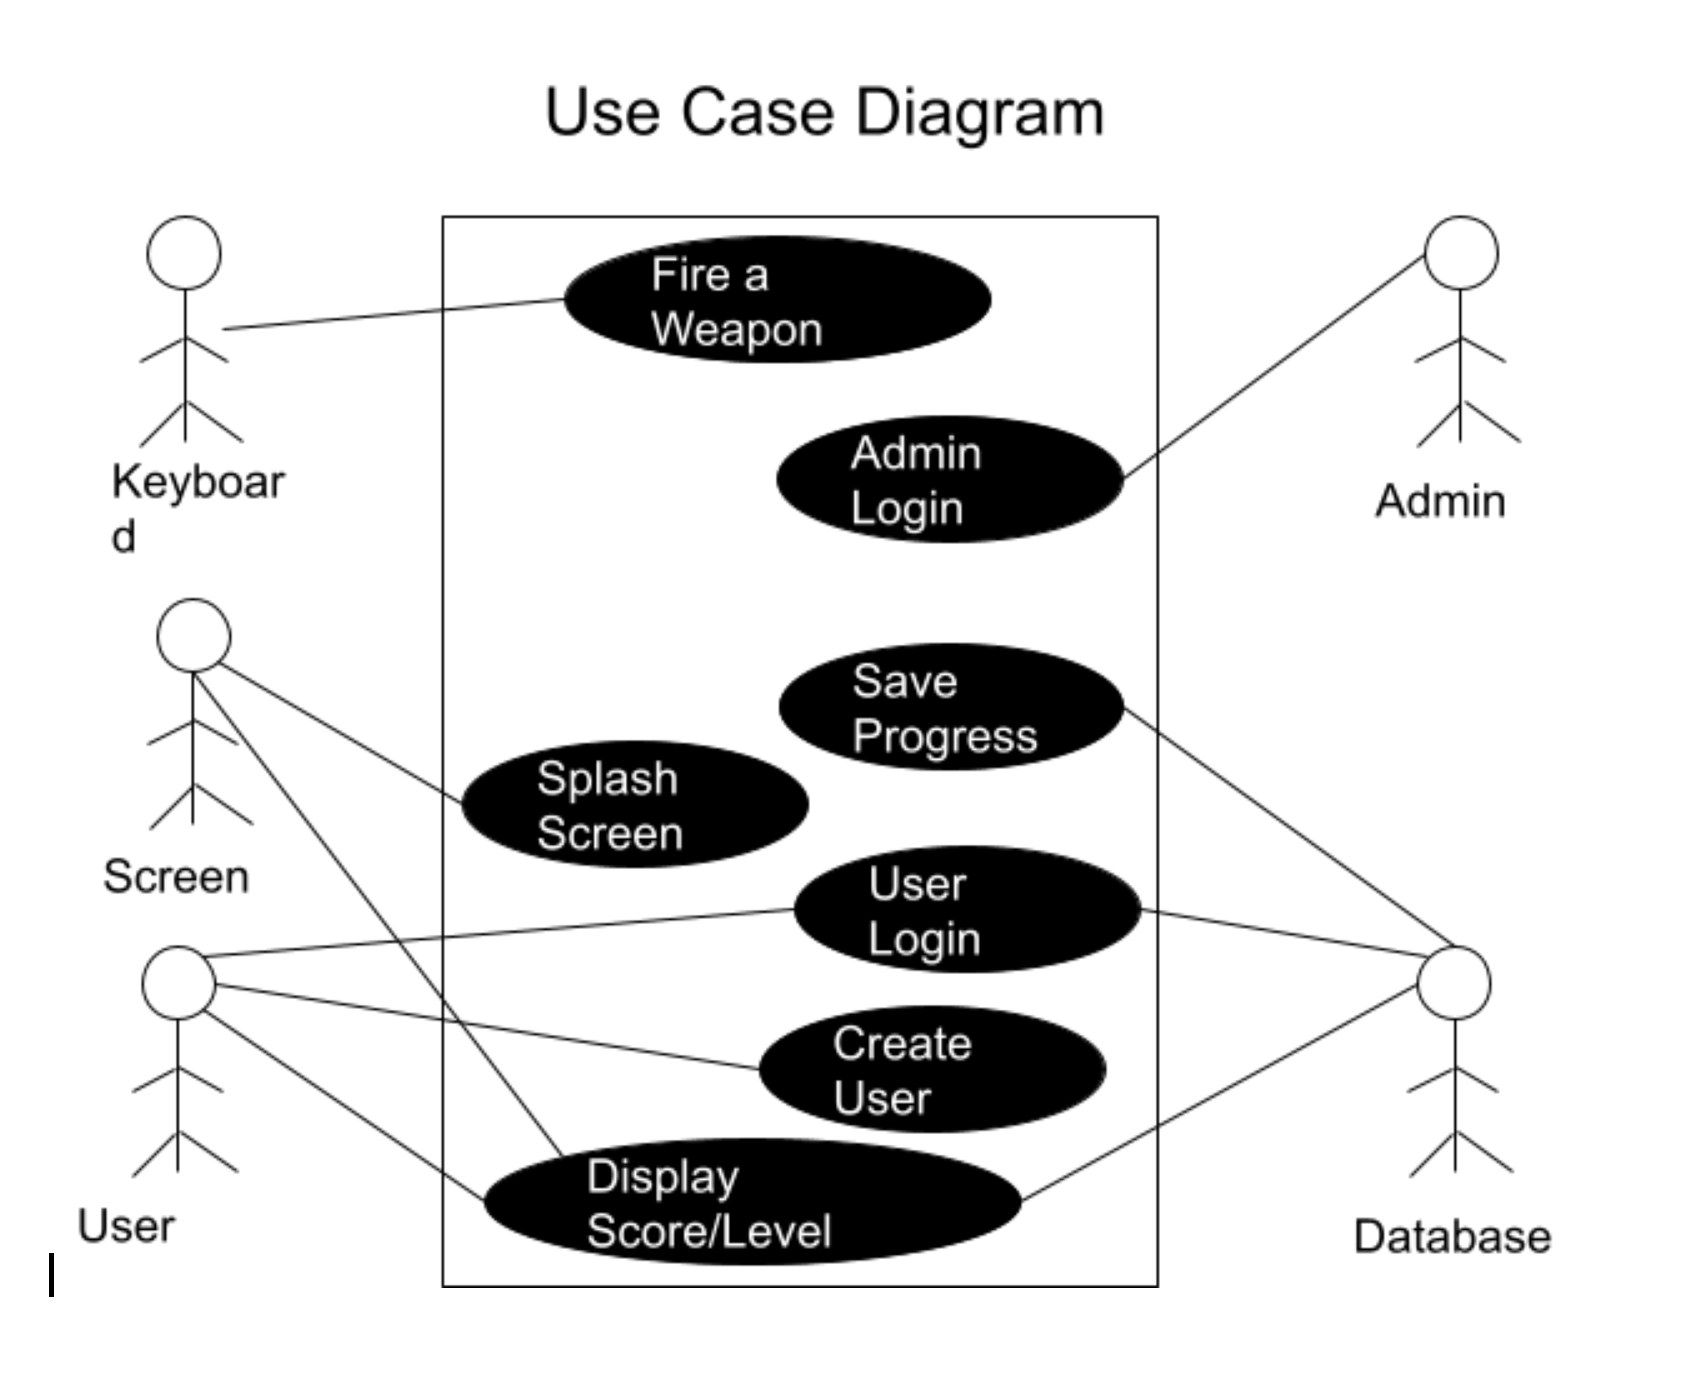 Use Case Diagram
Fire a
Weapon
Admin
Login
Keyboar
d
Admin
Save
Progress
Splash
Screen
Screen
User
Login
Create
User
Display
Score/Level
User
Database